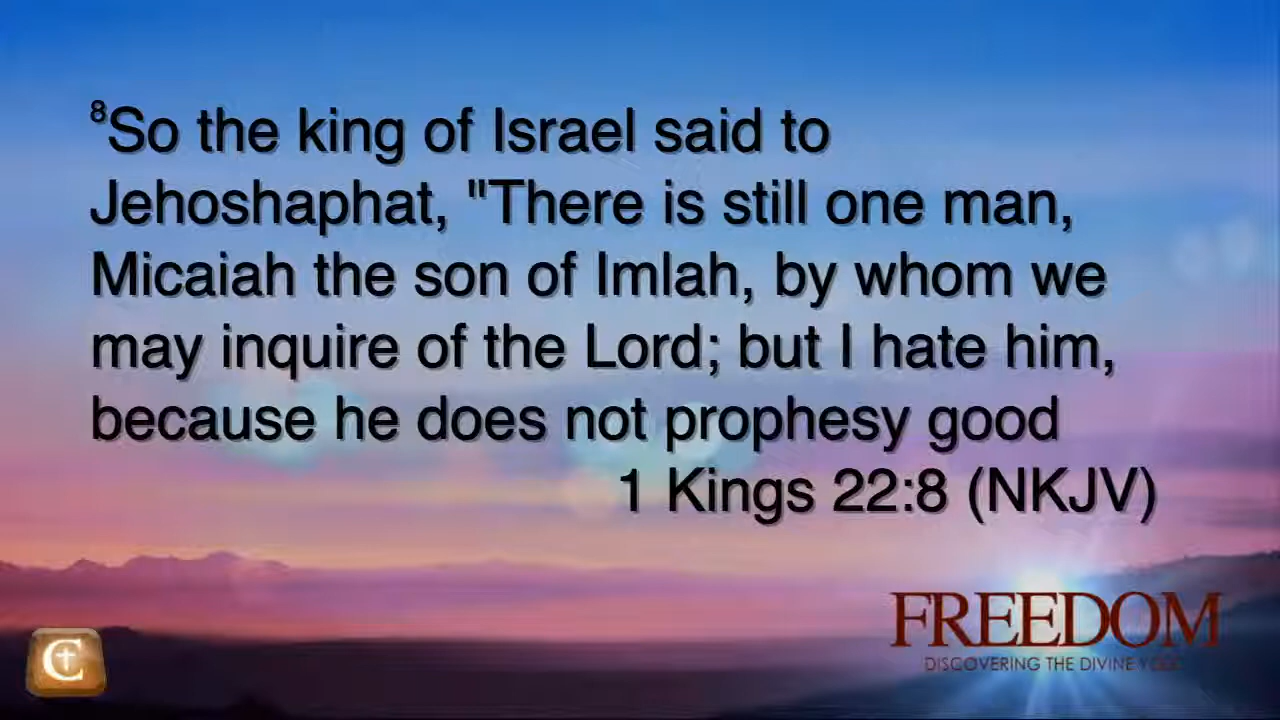 ⁸So the king of Israel said to
Jehoshaphat, "There is still one man,
Micaiah the son of Imlah, by whom we
may inquire of the Lord; but I hate him,
because he does not prophesy good
1 Kings 22:8 (NKJV)
FREEDOM
DISCOVERING THE DIVINE
C